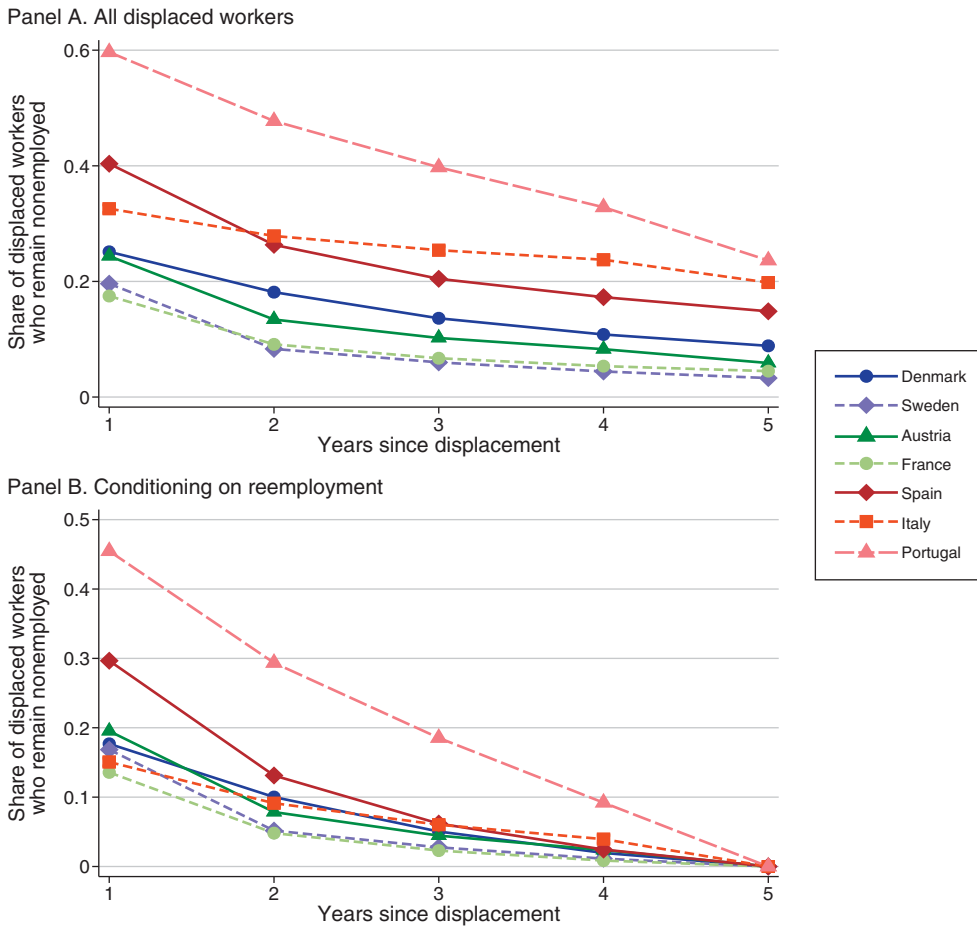 Panel A. All displaced workers
Share of displaced workers
who remain nonemployed
0.6
0.4
0.2
0
1 2 3 4 5
Years since displacement
Denmark
Sweden
Austria
France
Spain
Italy
Portugal
Panel B. Conditioning on reemployment
Share of displaced workers
who remain nonemployed
0.5
0.4
0.3
0.2
0.1
0
1 2 3 4 5
Years since displacement